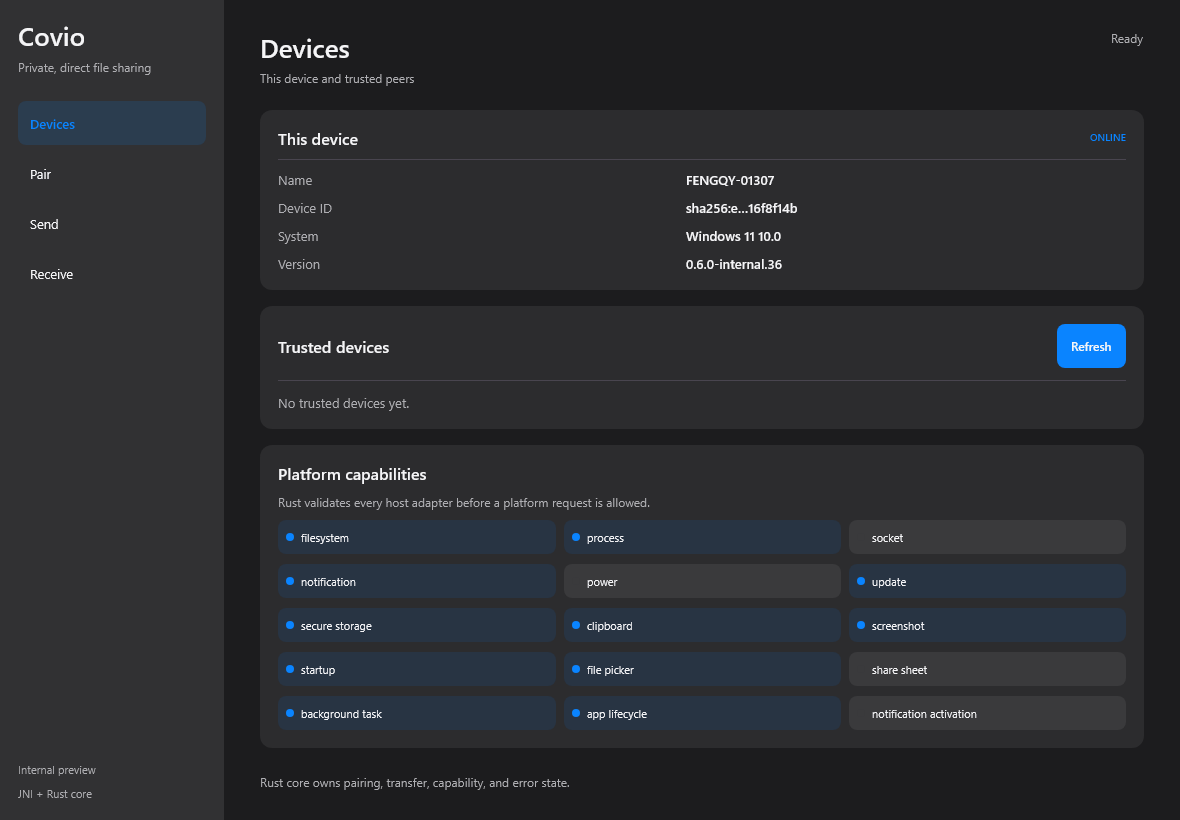 Covio
Private, direct file sharing
Devices
Pair
Send
Receive
Internal preview
JNI + Rust core
Devices
Ready
This device and trusted peers
This device
ONLINE
Name
FENGQY-01307
Device ID
sha256:e...16f8f14b
System
Windows 11 10.0
Version
0.6.0-internal.36
Trusted devices
Refresh
No trusted devices yet.
Platform capabilities
Rust validates every host adapter before a platform request is allowed.
filesystem
process
socket
notification
power
update
secure storage
clipboard
screenshot
startup
file picker
share sheet
background task
app lifecycle
notification activation
Rust core owns pairing, transfer, capability, and error state.